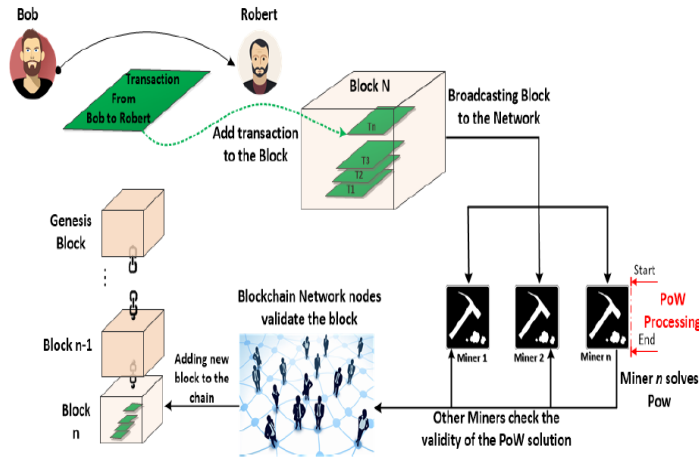 Bob
Robert
Transaction
From
Bob to Robert
Add transaction
to the Block
Block N
Tn
T3
T2
T1
Broadcasting Block
to the Network
Genesis
Block
Block n-1
Block
n
Adding new
block to the
chain
Blockchain Network nodes
validate the block
Miner 1
Miner 2
Miner n
Start
PoW
Processing
End
Miner n solves
Pow
Other Miners check the
validity of the PoW solution